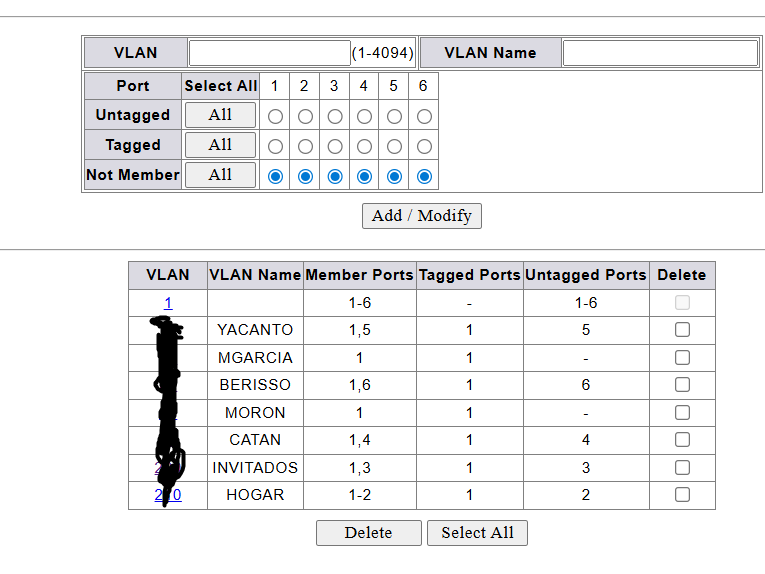 VLAN (1-4094) VLAN Name
Port Select All 1 2 3 4 5 6
Untagged All
Tagged All
Not Member All
Add / Modify
VLAN VLAN Name Member Ports Tagged Ports Untagged Ports Delete
1 1-6 - 1-6
YACANTO 1,5 1 5
MGARCIA 1 1 -
BERISSO 1,6 1 6
MORON 1 1 -
CATAN 1,4 1 4
INVITADOS 1,3 1 3
HOGAR 1-2 1 2
Delete Select All